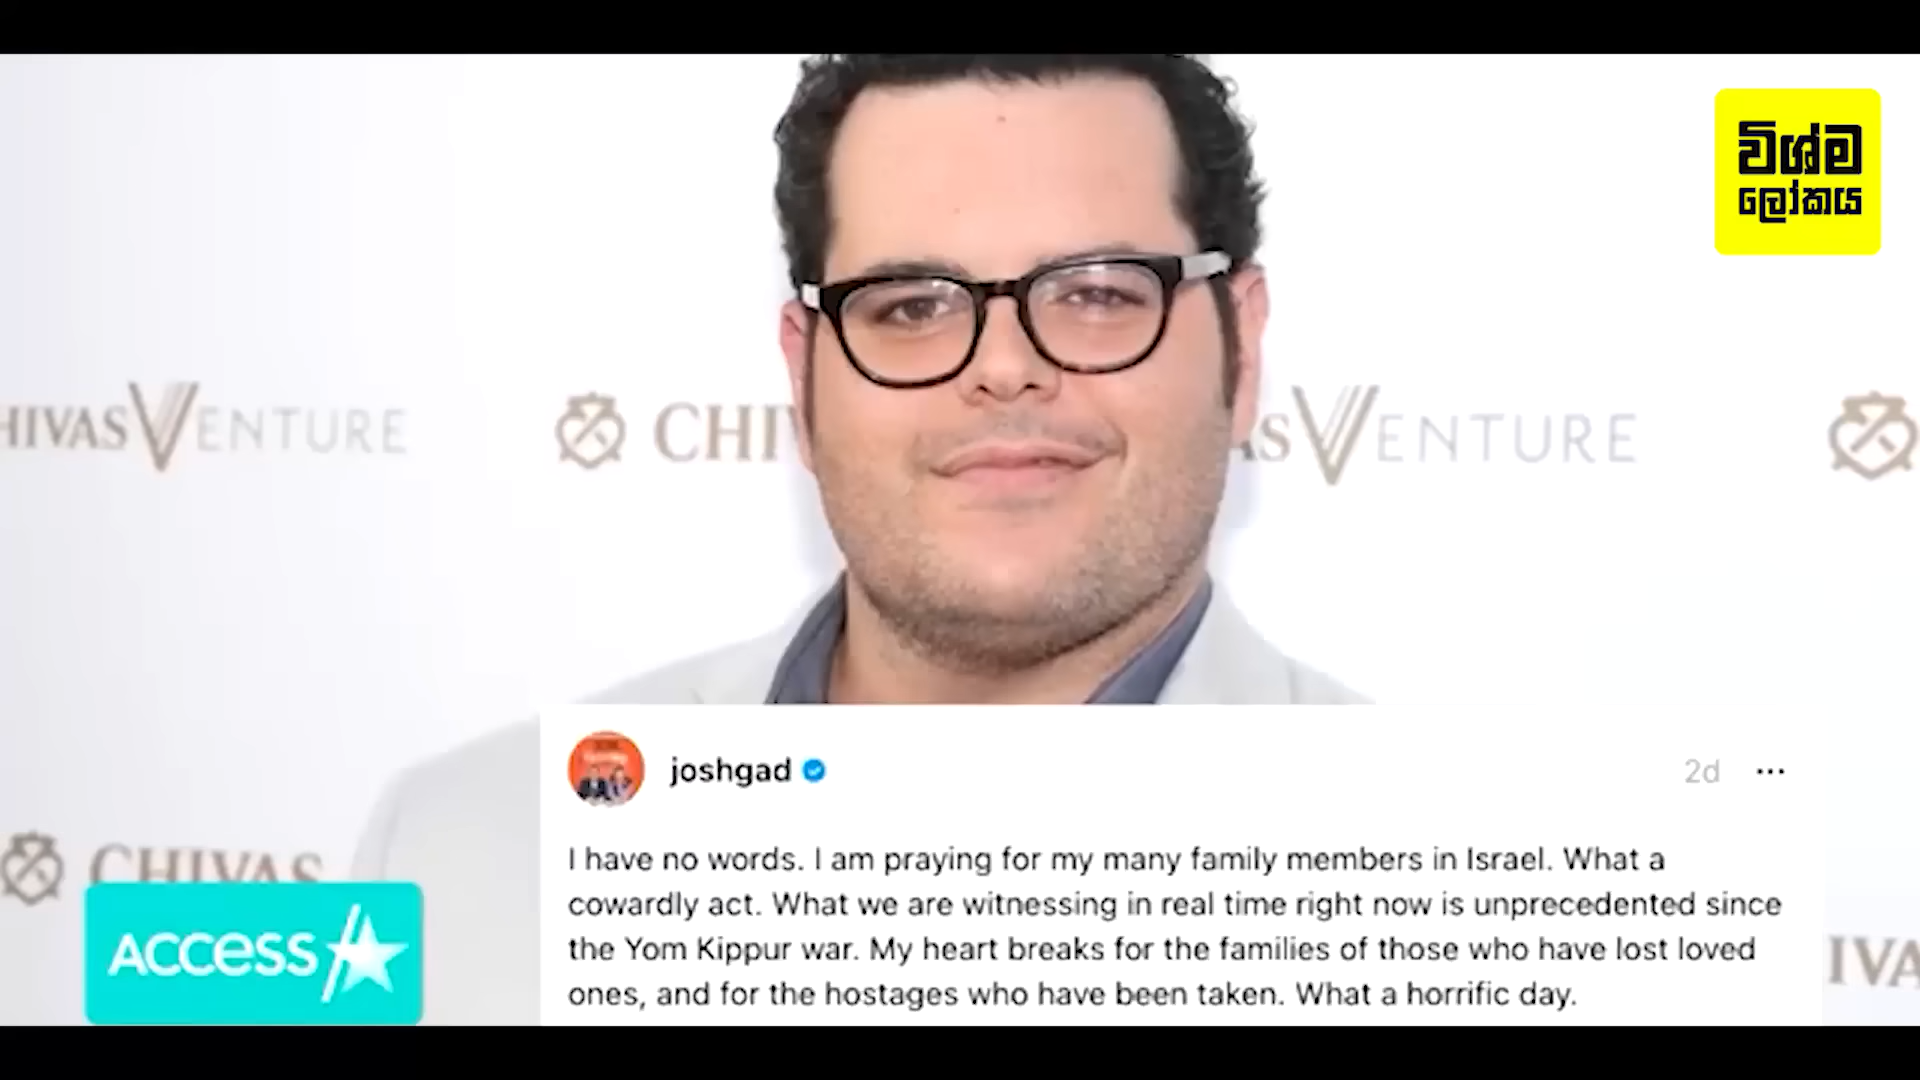 විශ්ම
ලෝකය
HIVAS VENTURE
CHI
AS VENTURE
CHIVAS
IVA
ACCESS
joshgad
2d
I have no words. I am praying for my many family members in Israel. What a
cowardly act. What we are witnessing in real time right now is unprecedented since
the Yom Kippur war. My heart breaks for the families of those who have lost loved
ones, and for the hostages who have been taken. What a horrific day.